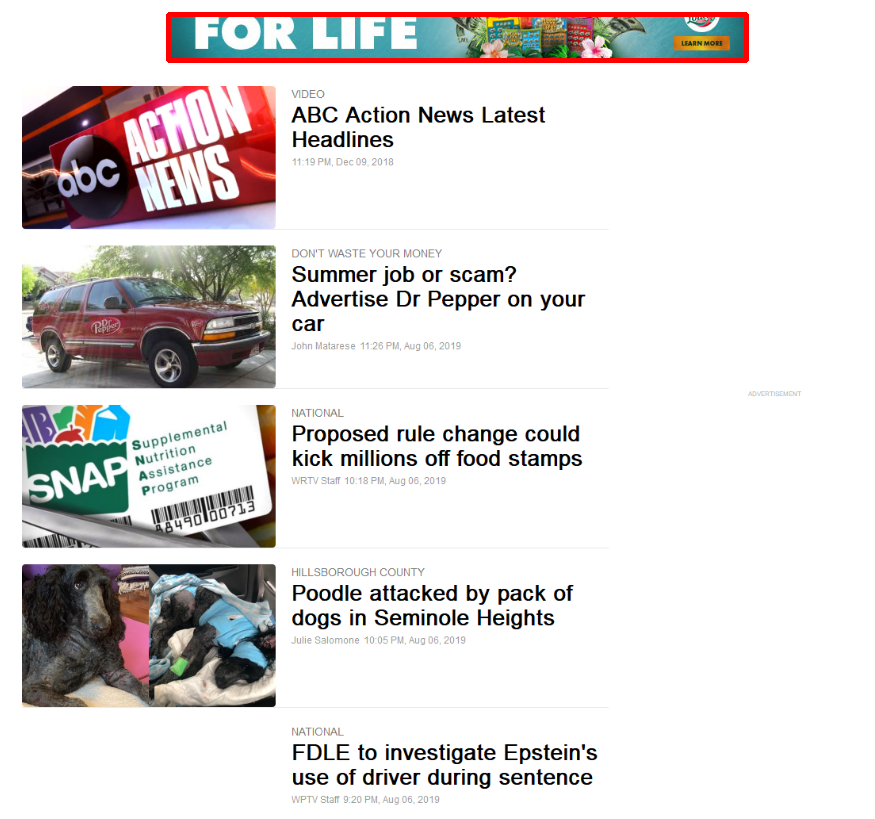 FOR LIFE
LEARN MORE
abc
ACTION
NEWS
VIDEO
ABC Action News Latest
Headlines
11:19 PM, Dec 09, 2018
Dr Pepper
DON'T WASTE YOUR MONEY
Summer job or scam?
Advertise Dr Pepper on your
car
John Matarese 11:26 PM, Aug 06, 2019
SNAP
Supplemental
Nutrition
Assistance
Program
NATIONAL
Proposed rule change could
kick millions off food stamps
WRTV Staff 10:18 PM, Aug 06, 2019
HILLSBOROUGH COUNTY
Poodle attacked by pack of
dogs in Seminole Heights
Julie Salomone 10:05 PM, Aug 06, 2019
NATIONAL
FDLE to investigate Epstein's
use of driver during sentence
WPTV Staff 9:20 PM, Aug 06, 2019
ADVERTISEMENT